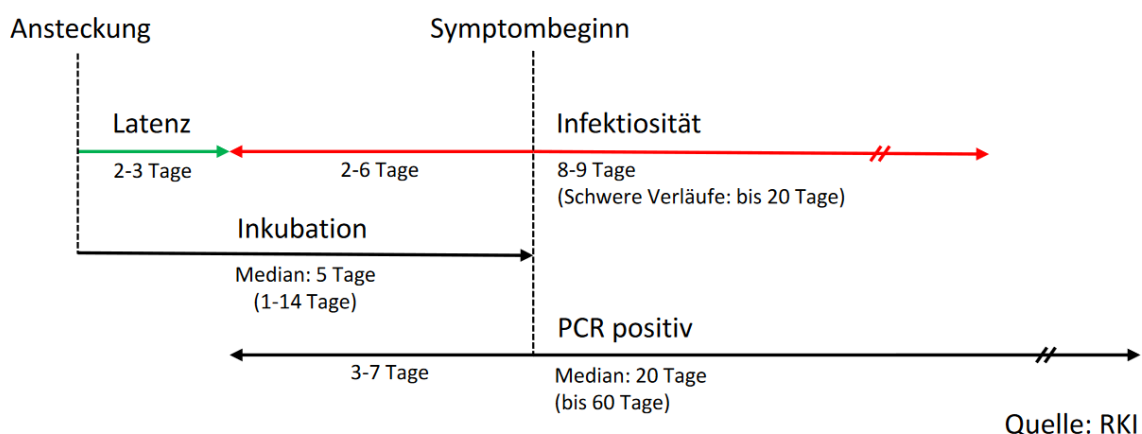 Ansteckung
Symptombeginn
Latenz
Infektiosität
2-3 Tage
2-6 Tage
8-9 Tage
(Schwere Verläufe: bis 20 Tage)
Inkubation
Median: 5 Tage
(1-14 Tage)
PCR positiv
3-7 Tage
Median: 20 Tage
(bis 60 Tage)
Quelle: RKI